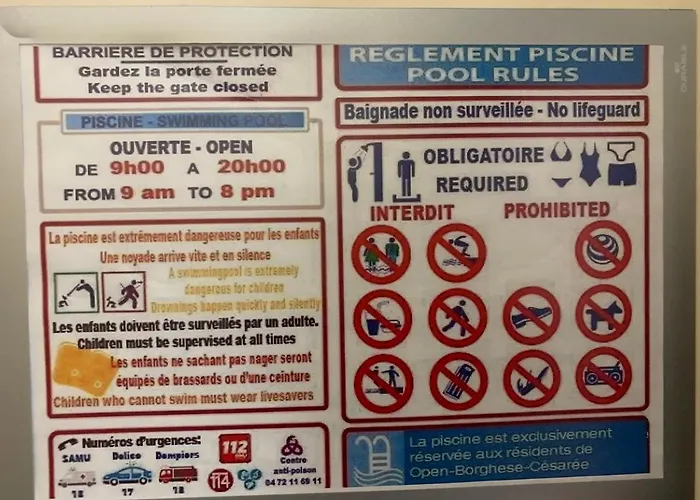 BARRIERE DE PROTECTION
Gardez la porte fermée
Keep the gate closed
PISCINE - SWIMMING POOL
OUVERTE - OPEN
DE 9h00 A 20h00
FROM 9 am TO 8 pm
La piscine est extrêmement dangereuse pour les enfants
Une noyade arrive vite et en silence
A swimmingpool is extremely
dangerous for children
Drownings happen quickly and silently
Les enfants doivent être surveillés par un adulte.
Children must be supervised at all times
Les enfants ne sachant pas nager seront
équipés de brassards ou d'une ceinture
Children who cannot swim must wear livesavers
Numéros d'urgences:
SAMU Police Pompiers
15 17 18
112
114
Centre
anti-poison
04 72 11 69 11
REGLEMENT PISCINE
POOL RULES
Baignade non surveillée - No lifeguard
OBLIGATOIRE
REQUIRED
INTERDIT PROHIBITED
La piscine est exclusivement
réservée aux résidents de
Open-Borghese-Césarée
DURABLE